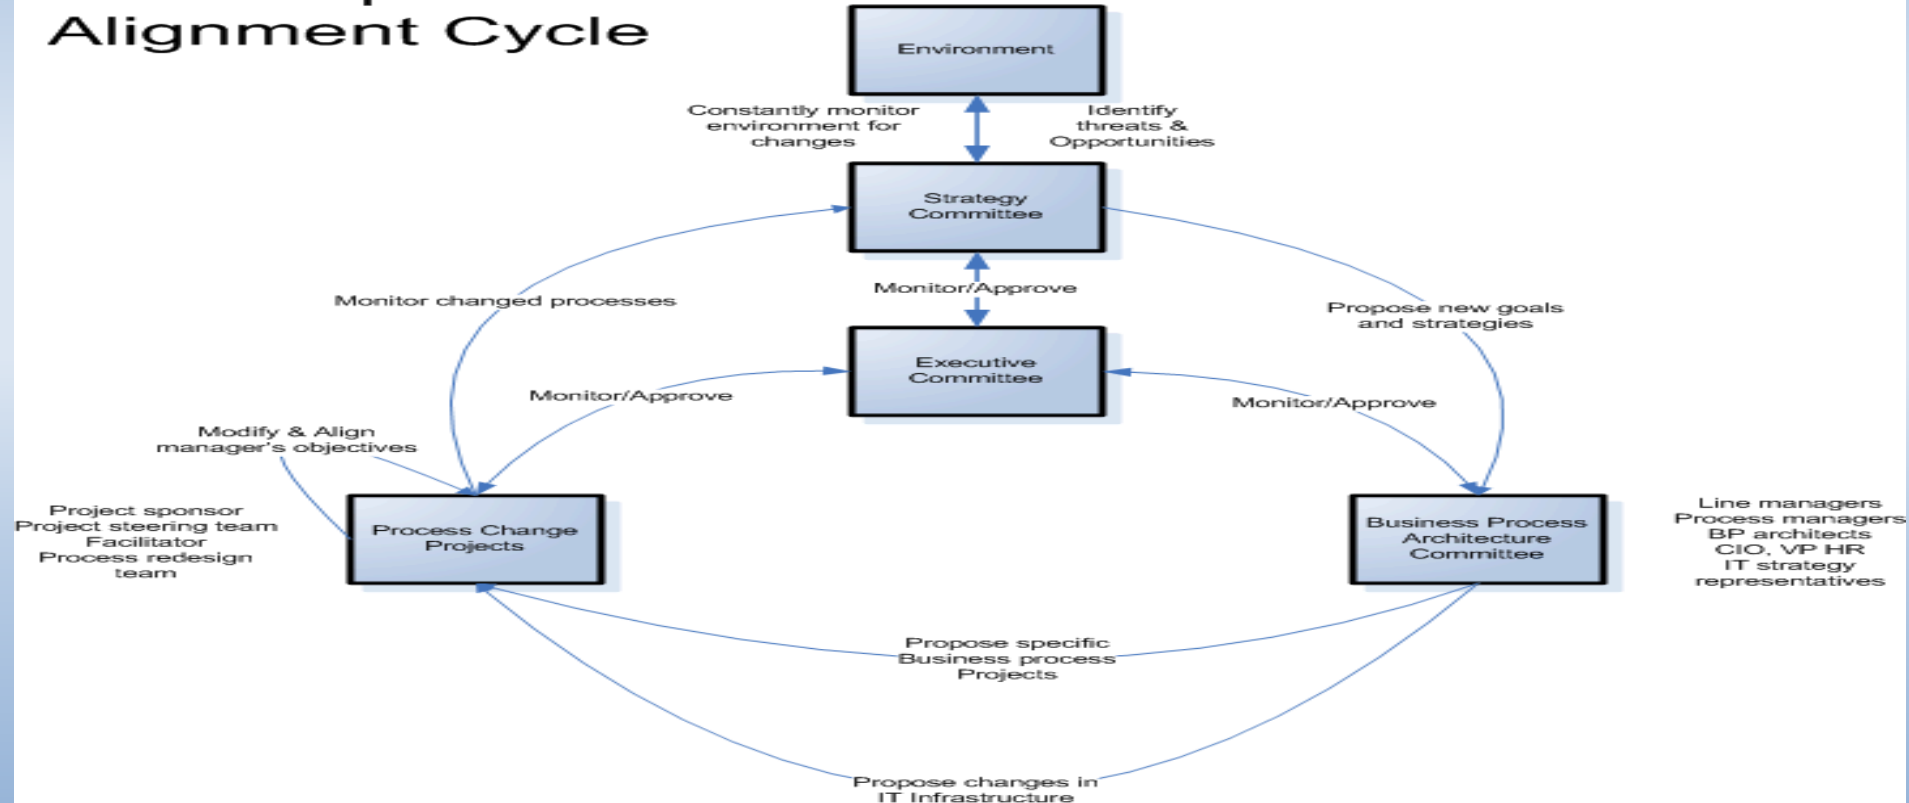 Alignment Cycle
Environment
Constantly monitor
environment for
changes
Identify
threats &
Opportunities
Strategy
Committee
Monitor changed processes
Monitor/Approve
Propose new goals
and strategies
Executive
Committee
Monitor/Approve
Monitor/Approve
Modify & Align
manager's objectives
Project sponsor
Project steering team
Facilitator
Process redesign
team
Process Change
Projects
Business Process
Architecture
Committee
Line managers
Process managers
BP architects
CIO, VP HR
IT strategy
representatives
Propose specific
Business process
Projects
Propose changes in
IT Infrastructure